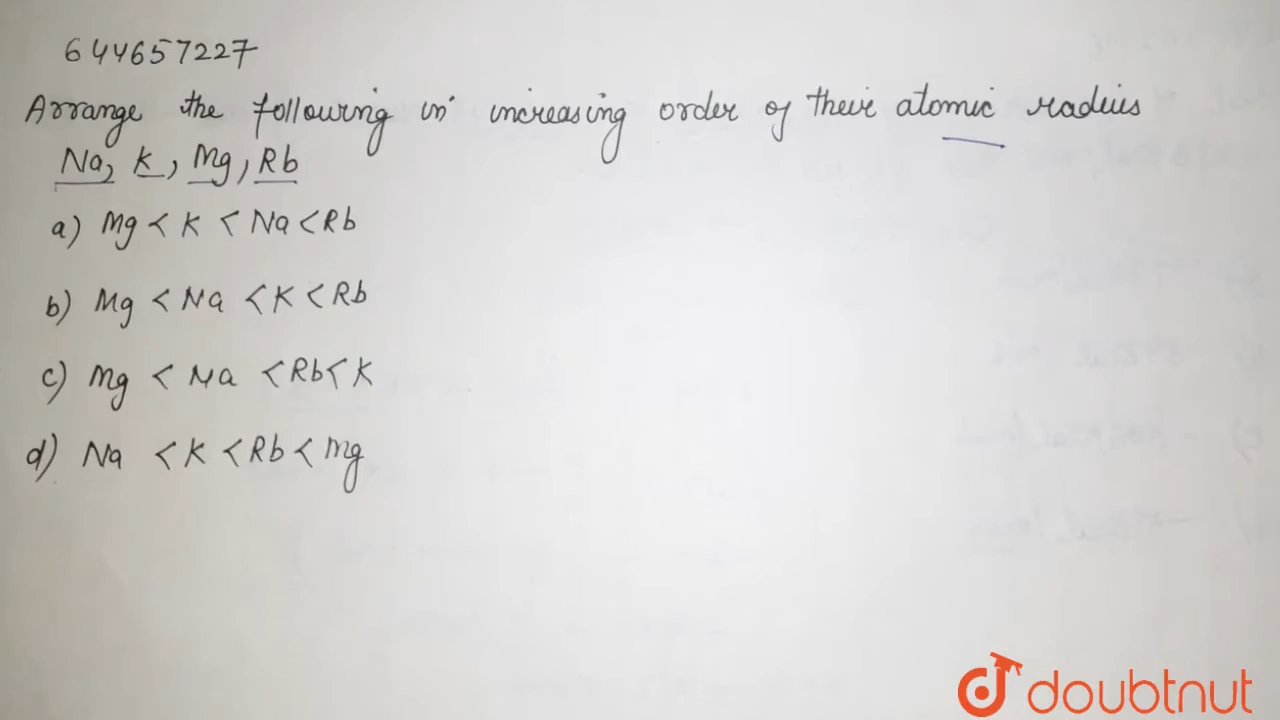 644657227
Arrange the following in increasing order of their atomic radius
Na, K, Mg, Rb
a) Mg < K < Na < Rb
b) Mg < Na < K < Rb
c) Mg < Na < Rb < K
d) Na < K < Rb < Mg
doubtnut